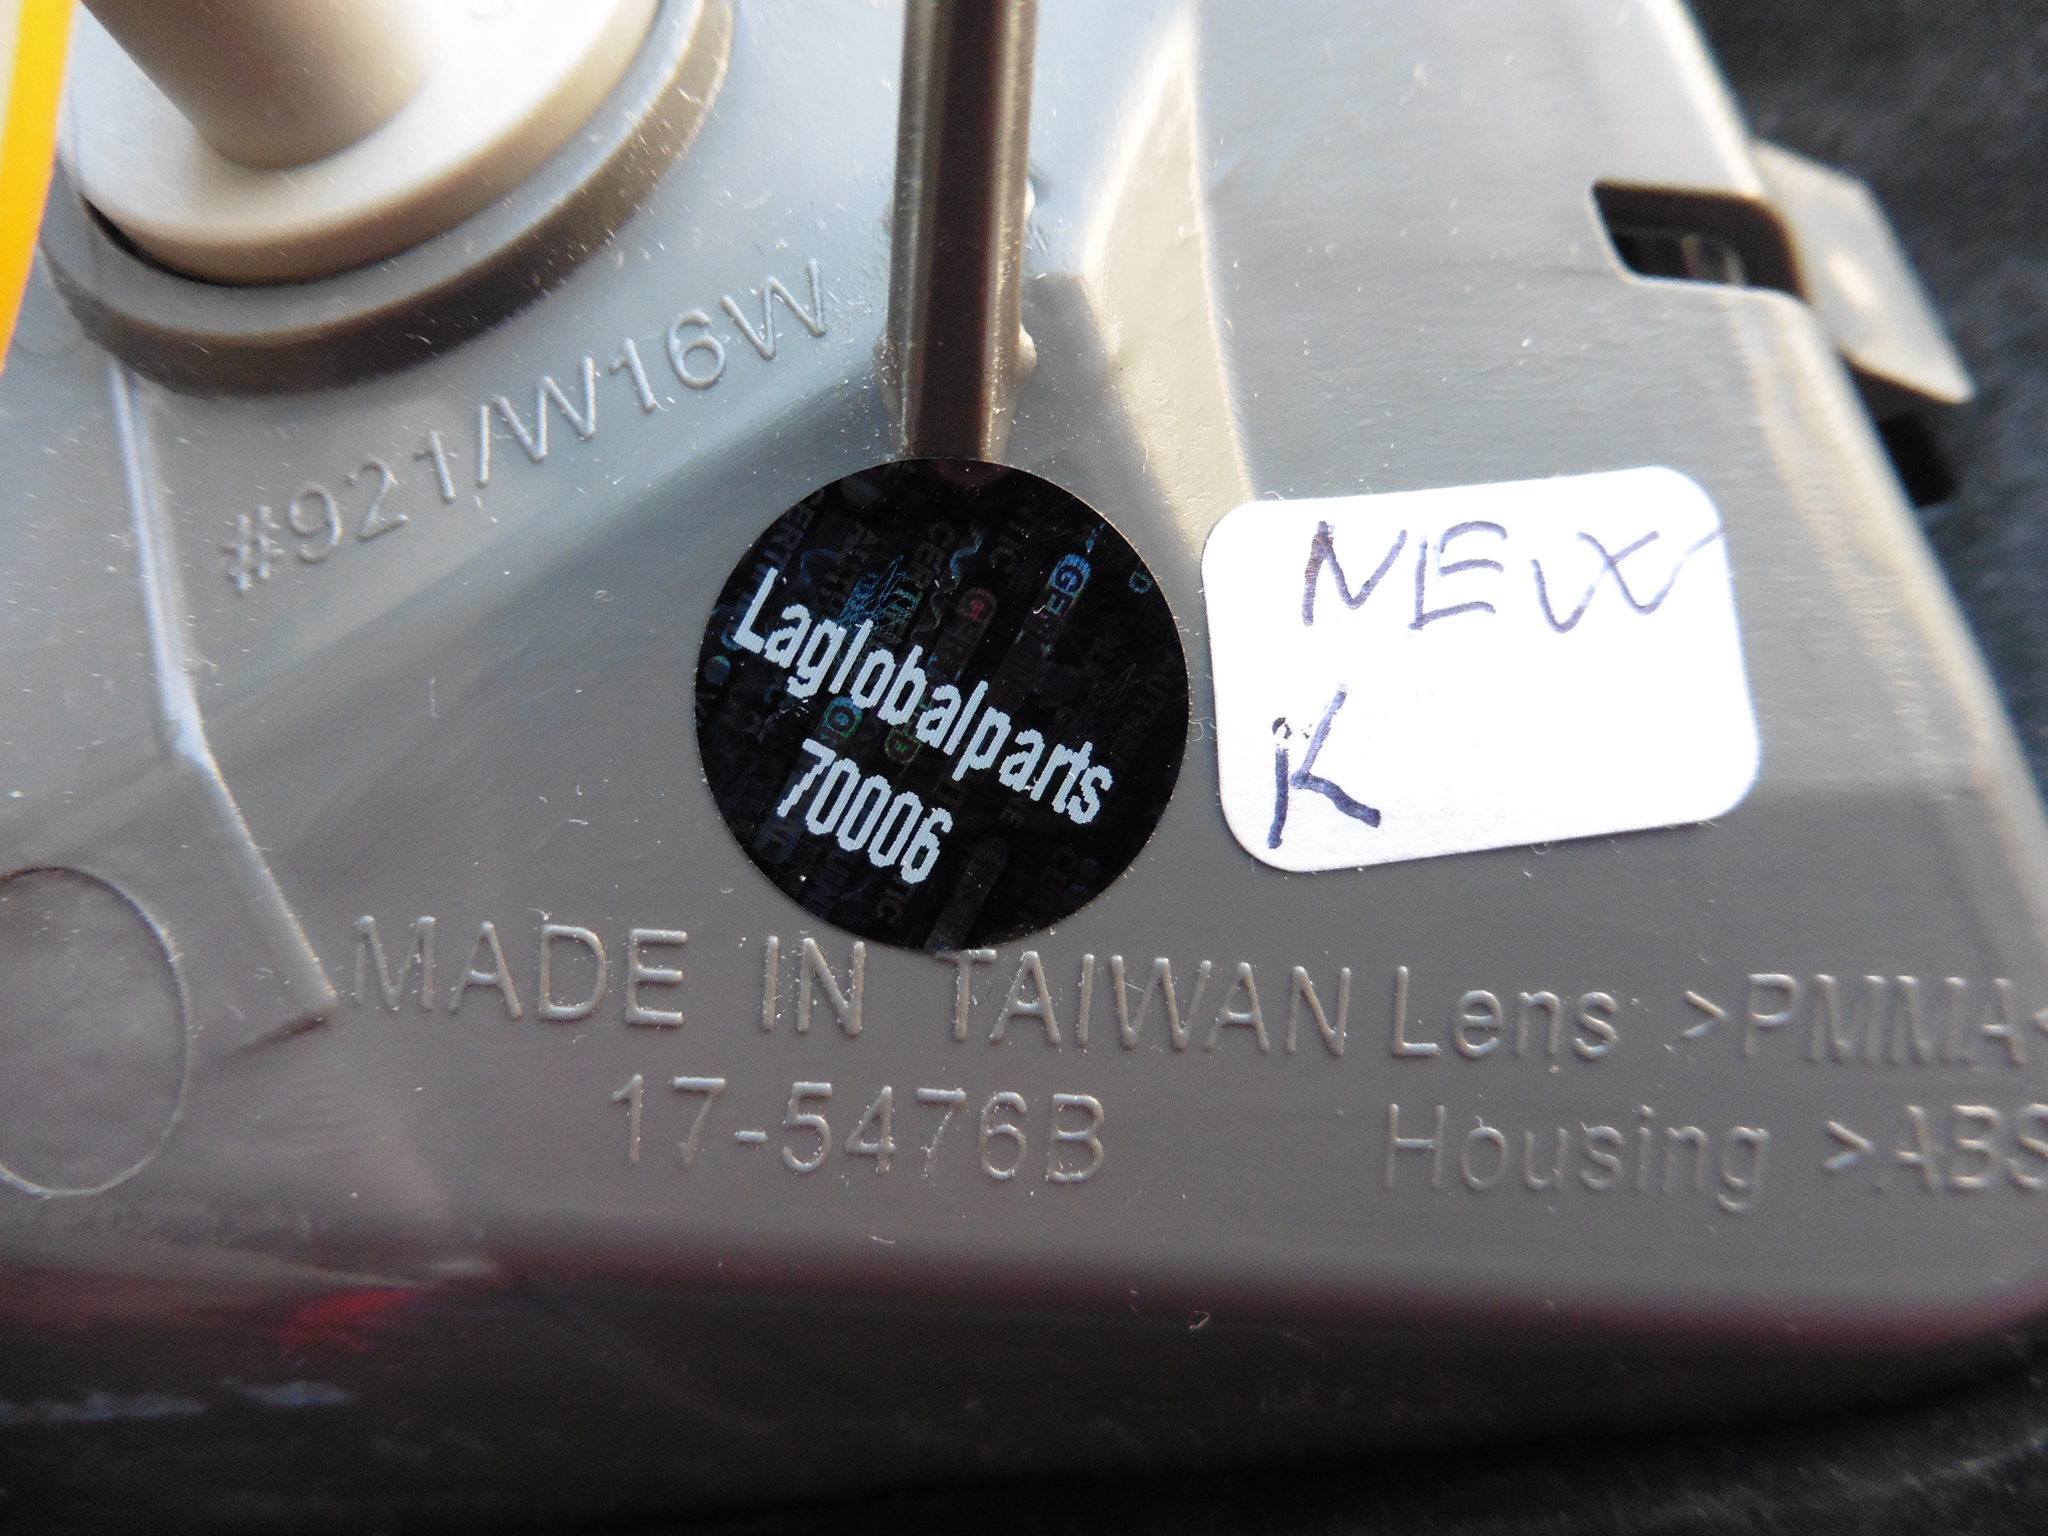 #921/W16W
Laglobalparts
70006
NEW
K
MADE IN TAIWAN
17-5476B
Lens >PMMA<
Housing >ABS